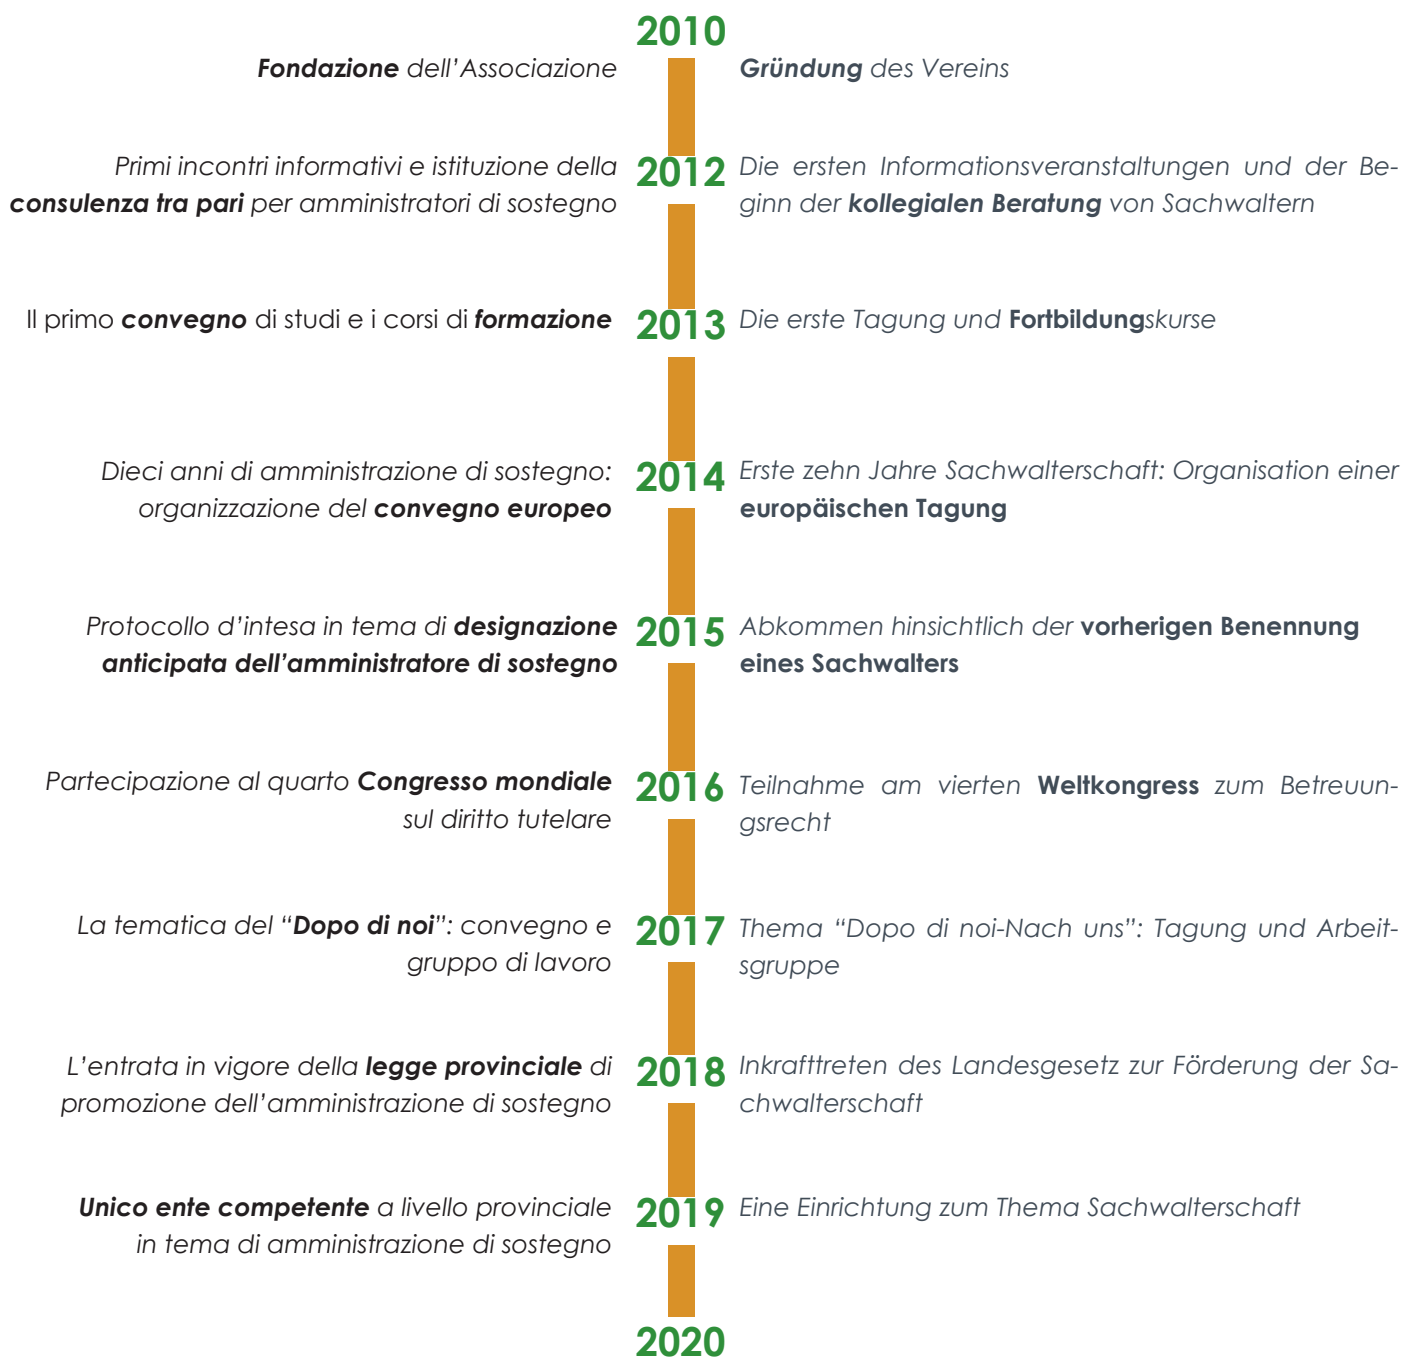 2010
Fondazione dell’Associazione
Gründung des Vereins
Primi incontri informativi e istituzione della
consulenza tra pari per amministratori di sostegno
2012
Die ersten Informationsveranstaltungen und der Be-
ginn der kollegialen Beratung von Sachwaltern
Il primo convegno di studi e i corsi di formazione
2013
Die erste Tagung und Fortbildungskurse
Dieci anni di amministrazione di sostegno:
organizzazione del convegno europeo
2014
Erste zehn Jahre Sachwalterschaft: Organisation einer
europäischen Tagung
Protocollo d’intesa in tema di designazione
anticipata dell’amministratore di sostegno
2015
Abkommen hinsichtlich der vorherigen Benennung
eines Sachwalters
Partecipazione al quarto Congresso mondiale
sul diritto tutelare
2016
Teilnahme am vierten Weltkongress zum Betreuun-
gsrecht
La tematica del “Dopo di noi”: convegno e
gruppo di lavoro
2017
Thema “Dopo di noi-Nach uns”: Tagung und Arbeit-
sgruppe
L’entrata in vigore della legge provinciale di
promozione dell’amministrazione di sostegno
2018
Inkrafttreten des Landesgesetz zur Förderung der Sa-
chwalterschaft
Unico ente competente a livello provinciale
in tema di amministrazione di sostegno
2019
Eine Einrichtung zum Thema Sachwalterschaft
2020